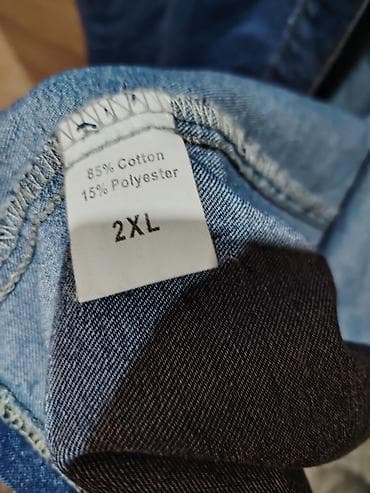 85% Cotton
15% Polyester
2XL